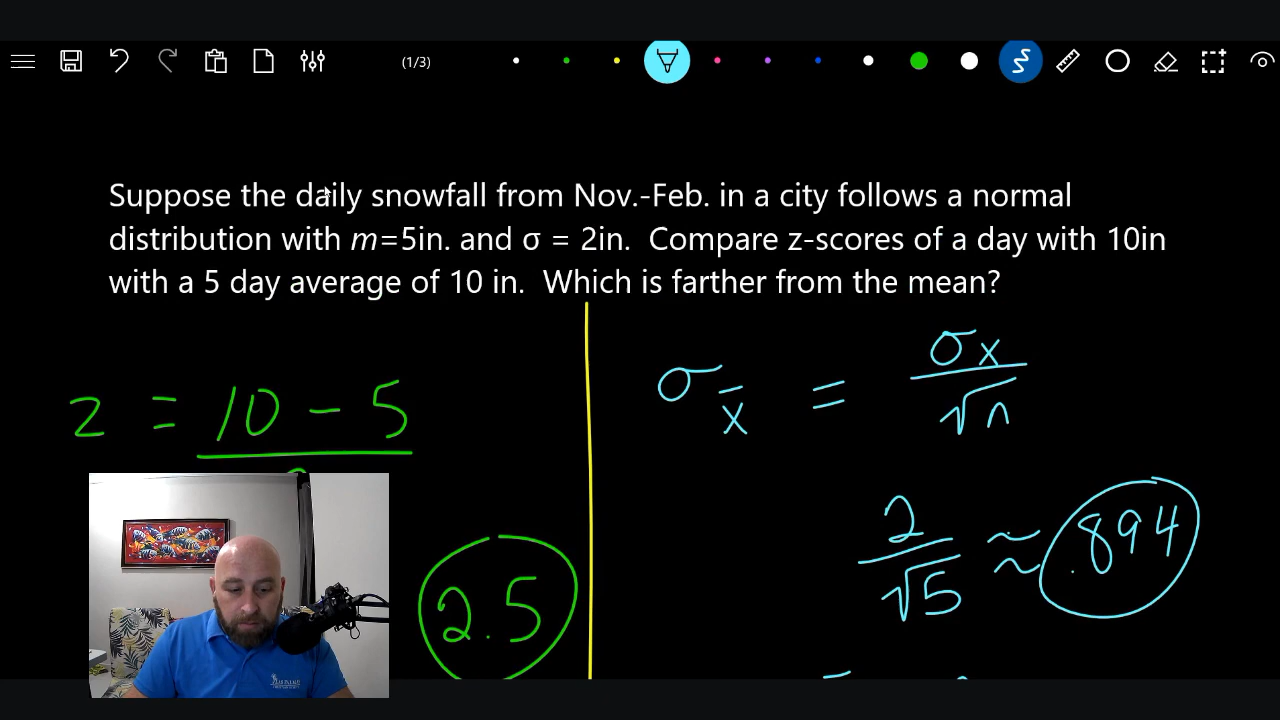 (1/3)
Suppose the daily snowfall from Nov.-Feb. in a city follows a normal
distribution with m=5in. and σ = 2in. Compare z-scores of a day with 10in
with a 5 day average of 10 in. Which is farther from the mean?
z = 10 - 5
2.5
σx̄ = σx / √n
2 / √5 ≈ .894